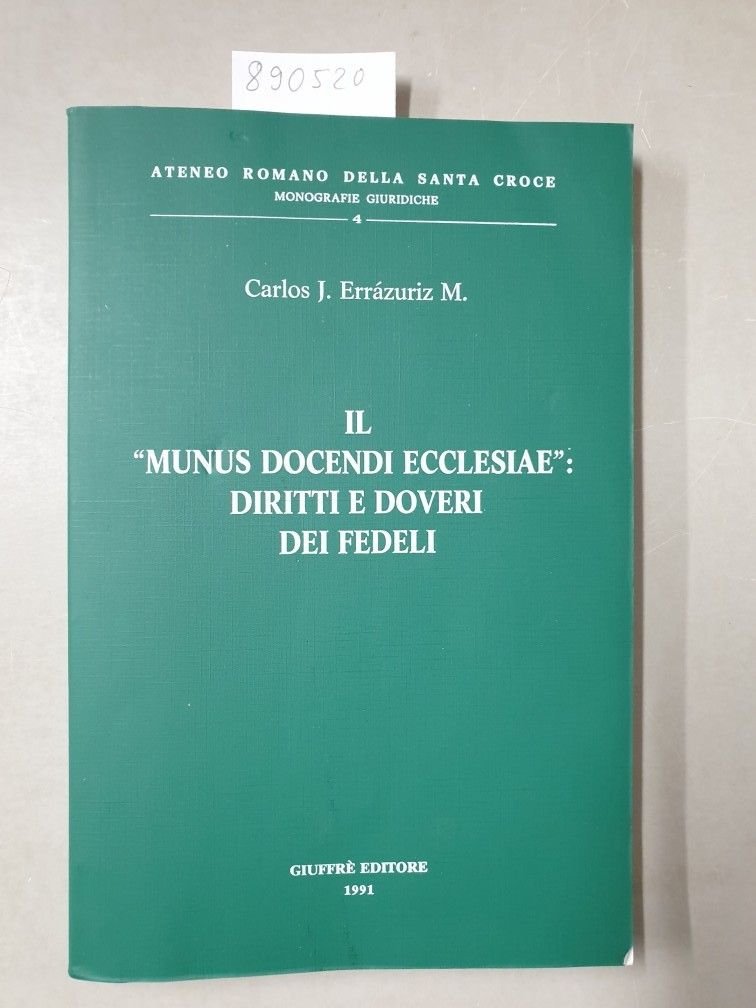 890520
ATENEO ROMANO DELLA SANTA CROCE
MONOGRAFIE GIURIDICHE
4
Carlos J. Errázuriz M.
IL
“MUNUS DOCENDI ECCLESIAE”:
DIRITTI E DOVERI
DEI FEDELI
GIUFFRÈ EDITORE
1991